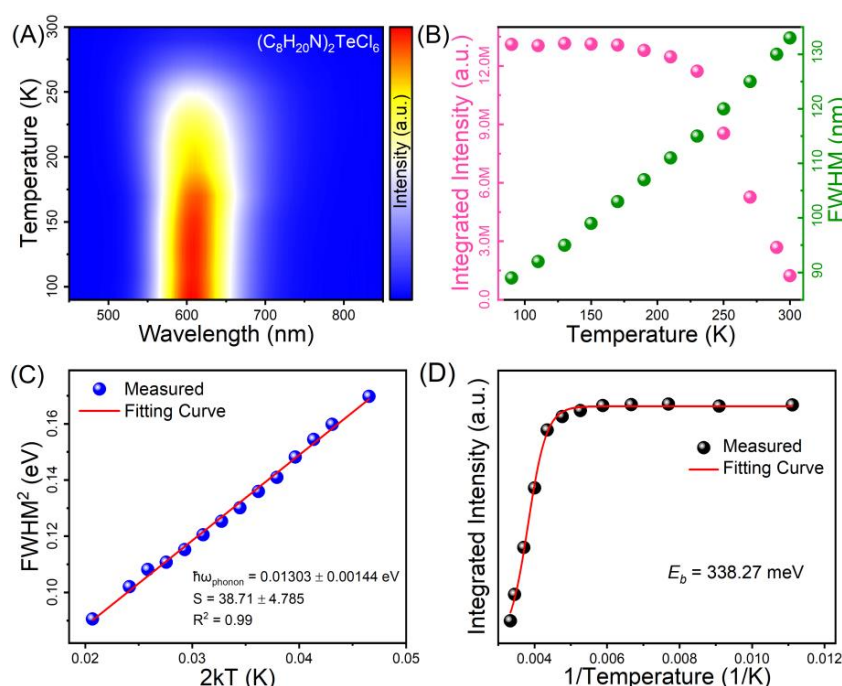 (A)
(C₈H₂₀N)₂TeCl₆
Temperature (K)
300
250
200
150
100
500
600
700
800
Wavelength (nm)
Intensity (a.u.)
(B)
Integrated Intensity (a.u.)
12.0M
9.0M
6.0M
3.0M
0.0
100
150
200
250
300
Temperature (K)
130
120
110
100
90
FWHM (nm)
(C)
Measured
Fitting Curve
FWHM² (eV)
0.16
0.14
0.12
0.10
ħω_phonon = 0.01303 ± 0.00144 eV
S = 38.71 ± 4.785
R² = 0.99
0.02
0.03
0.04
0.05
2kT (K)
(D)
Integrated Intensity (a.u.)
Measured
Fitting Curve
E_b = 338.27 meV
0.004
0.006
0.008
0.010
0.012
1/Temperature (1/K)